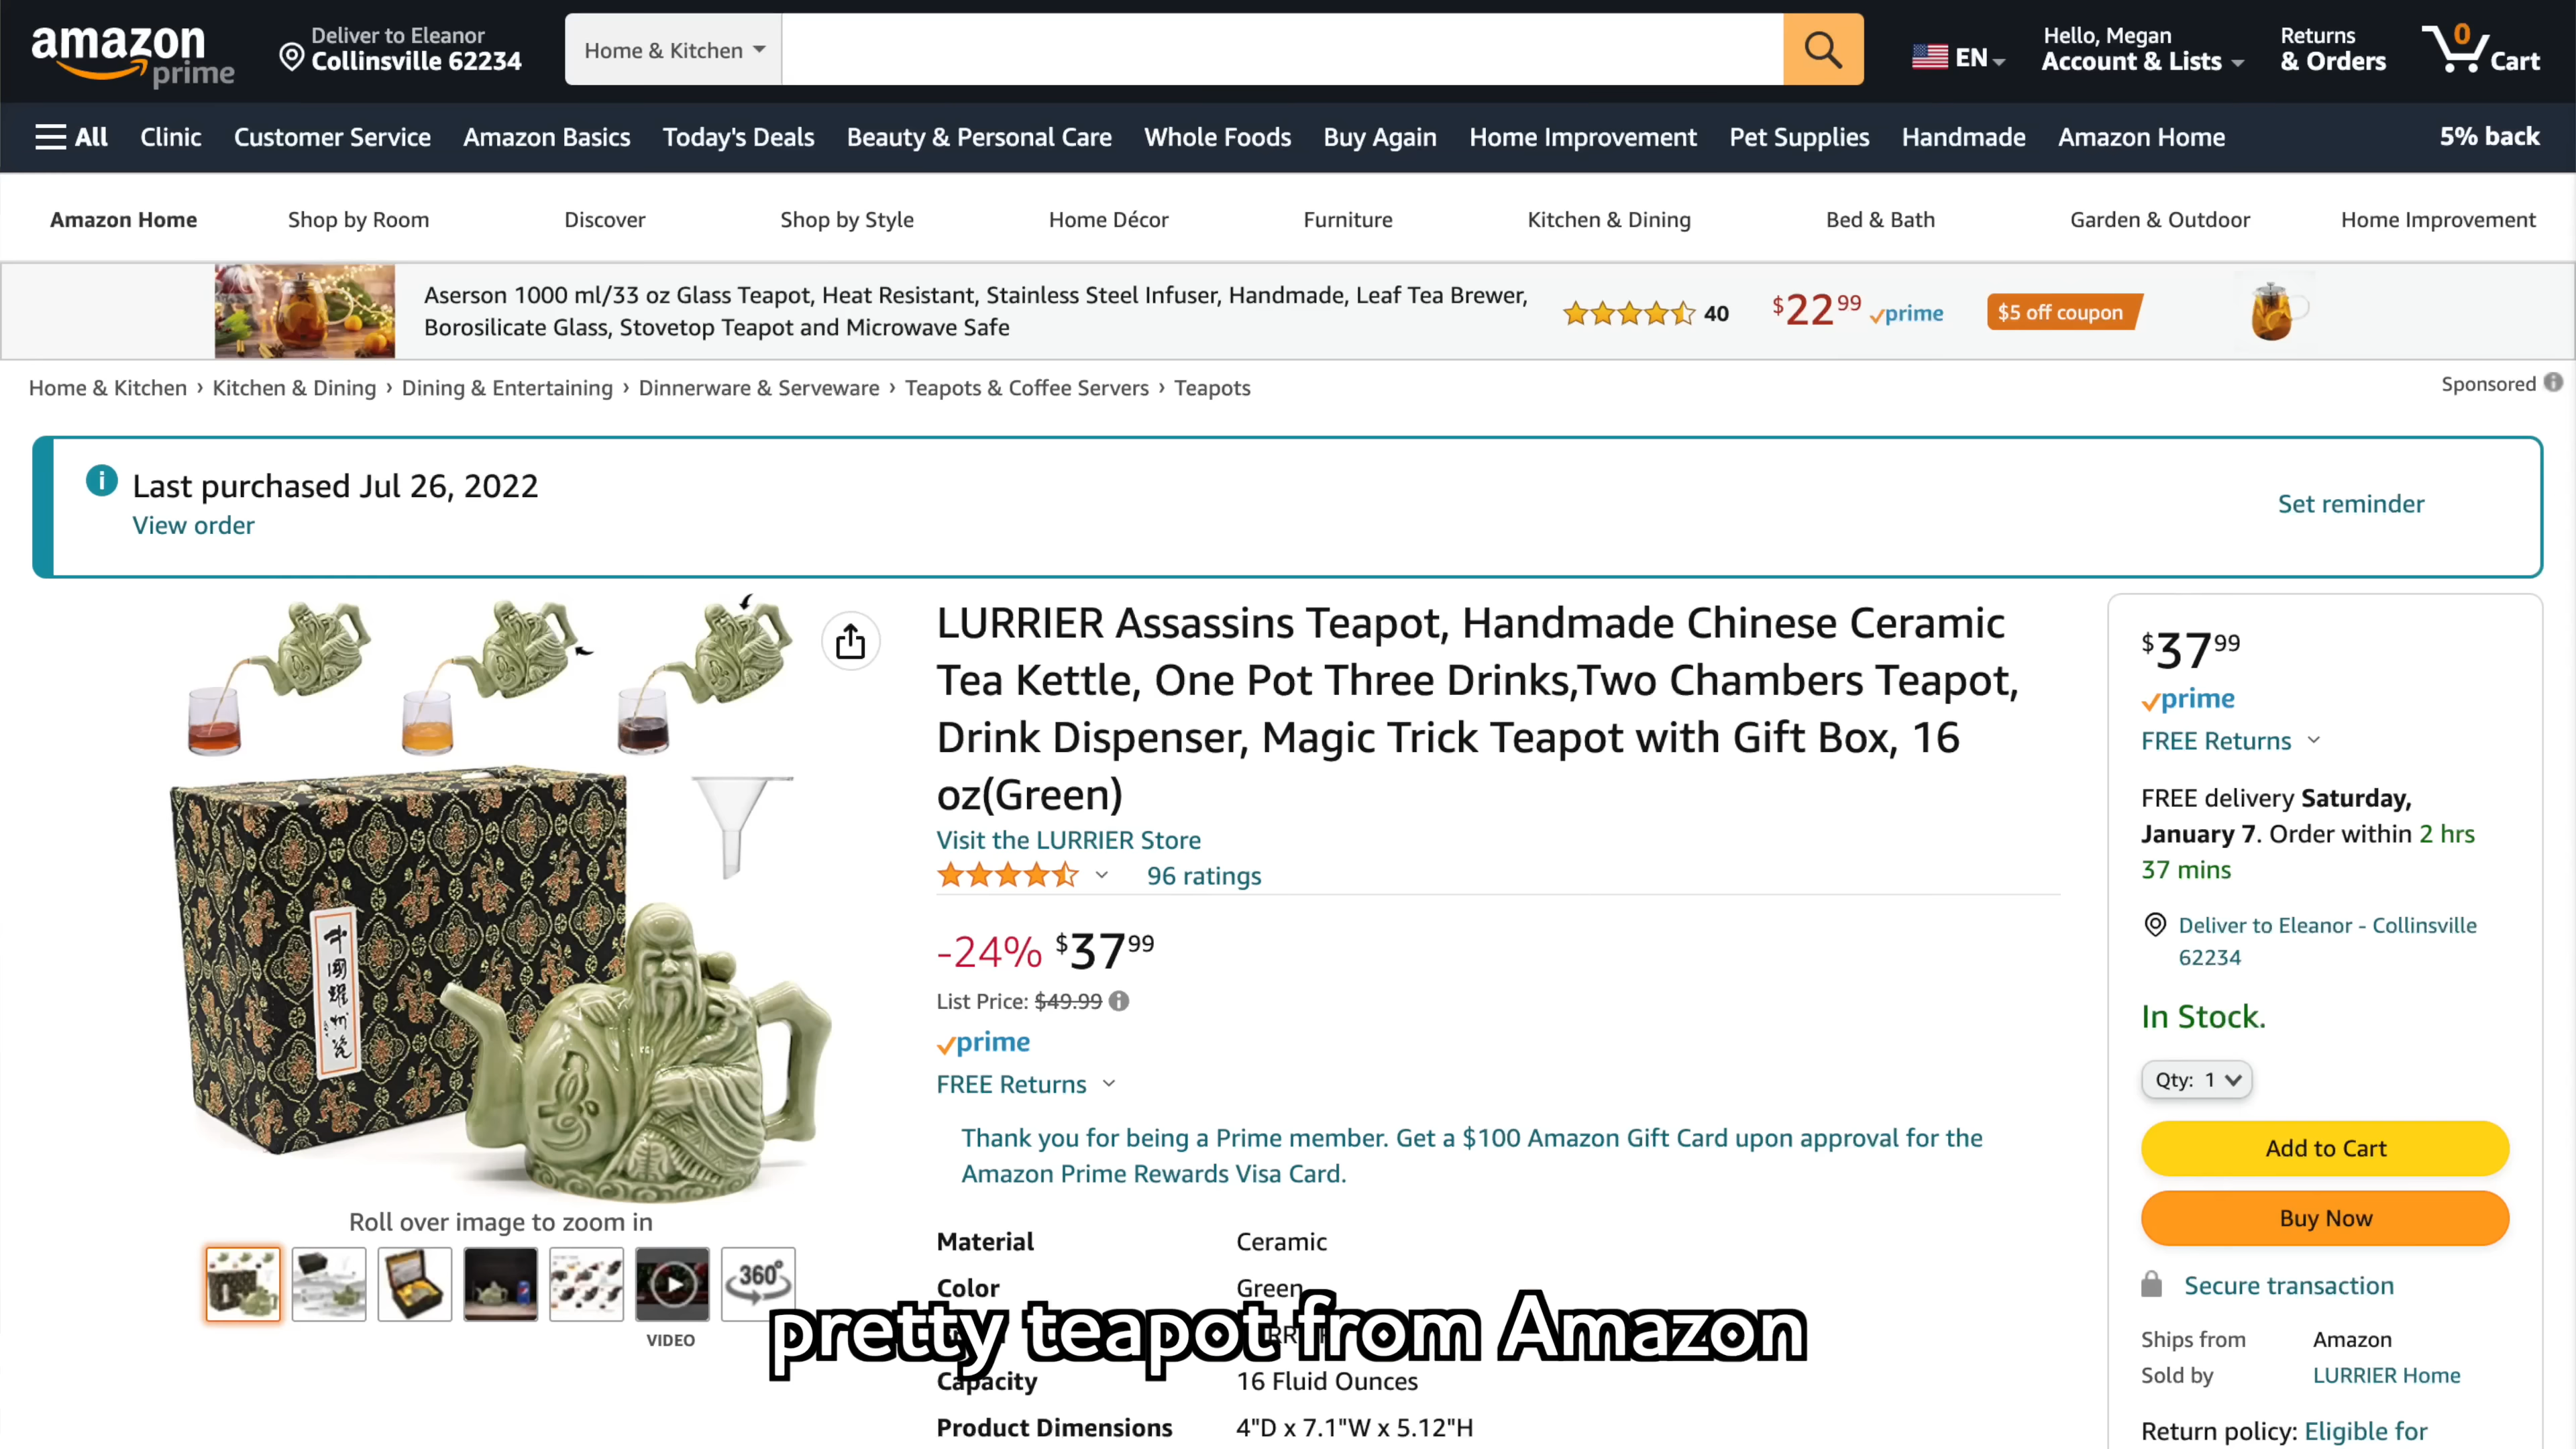 amazon prime
Deliver to Eleanor
Collinsville 62234
Home & Kitchen
EN
Hello, Megan
Account & Lists
Returns
& Orders
0
Cart
All
Clinic
Customer Service
Amazon Basics
Today's Deals
Beauty & Personal Care
Whole Foods
Buy Again
Home Improvement
Pet Supplies
Handmade
Amazon Home
5% back
Amazon Home
Shop by Room
Discover
Shop by Style
Home Décor
Furniture
Kitchen & Dining
Bed & Bath
Garden & Outdoor
Home Improvement
Aserson 1000 ml/33 oz Glass Teapot, Heat Resistant, Stainless Steel Infuser, Handmade, Leaf Tea Brewer,
Borosilicate Glass, Stovetop Teapot and Microwave Safe
40
$22 99 prime
$5 off coupon
Home & Kitchen › Kitchen & Dining › Dining & Entertaining › Dinnerware & Serveware › Teapots & Coffee Servers › Teapots
Sponsored
Last purchased Jul 26, 2022
View order
Set reminder
Roll over image to zoom in
360°
VIDEO
LURRIER Assassins Teapot, Handmade Chinese Ceramic
Tea Kettle, One Pot Three Drinks,Two Chambers Teapot,
Drink Dispenser, Magic Trick Teapot with Gift Box, 16
oz(Green)
Visit the LURRIER Store
96 ratings
-24% $37 99
List Price: $49.99
prime
FREE Returns
Thank you for being a Prime member. Get a $100 Amazon Gift Card upon approval for the
Amazon Prime Rewards Visa Card.
Material Ceramic
Color Green
pretty teapot from Amazon
Capacity 16 Fluid Ounces
Product Dimensions 4"D x 7.1"W x 5.12"H
$37 99
prime
FREE Returns
FREE delivery Saturday,
January 7. Order within 2 hrs
37 mins
Deliver to Eleanor - Collinsville
62234
In Stock.
Qty: 1
Add to Cart
Buy Now
Secure transaction
Ships from Amazon
Sold by LURRIER Home
Return policy: Eligible for